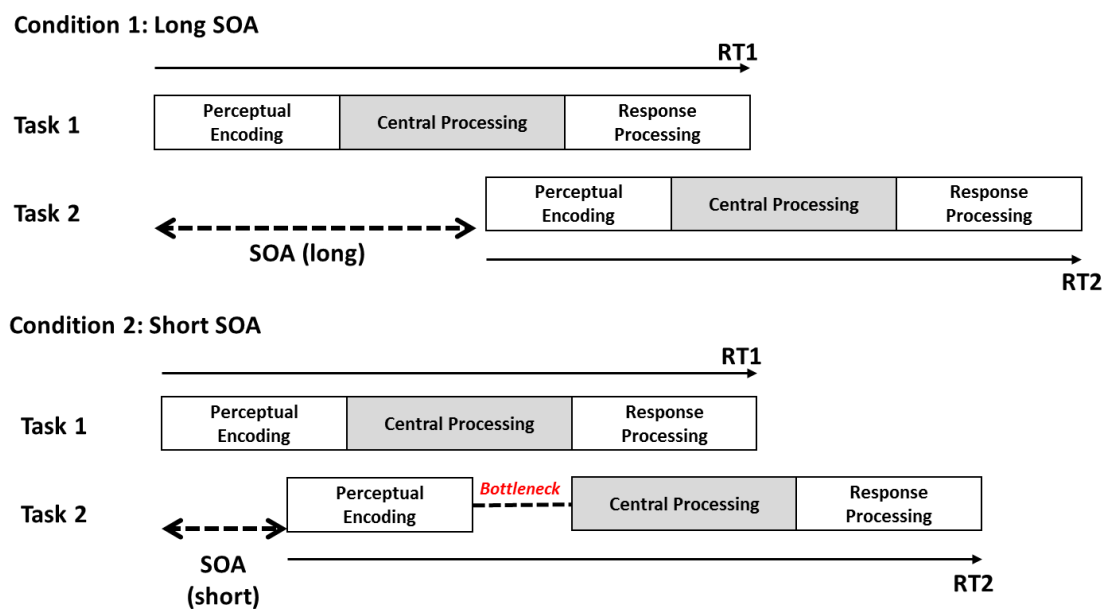 Condition 1: Long SOA
RT1
Task 1
Perceptual
Encoding
Central Processing
Response
Processing
Task 2
Perceptual
Encoding
Central Processing
Response
Processing
SOA (long)
RT2
Condition 2: Short SOA
RT1
Task 1
Perceptual
Encoding
Central Processing
Response
Processing
Task 2
Perceptual
Encoding
Bottleneck
Central Processing
Response
Processing
SOA
(short)
RT2